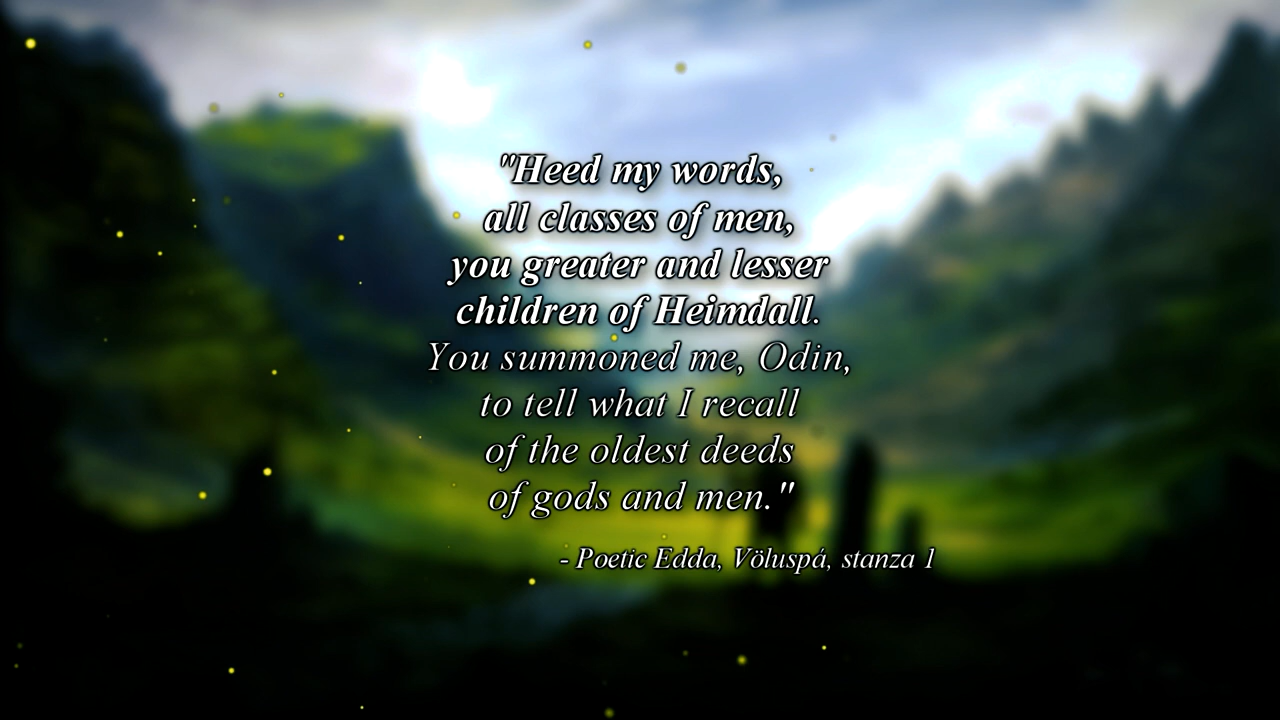 "Heed my words,
all classes of men,
you greater and lesser
children of Heimdall.
You summoned me, Odin,
to tell what I recall
of the oldest deeds
of gods and men."
- Poetic Edda, Völuspá, stanza 1